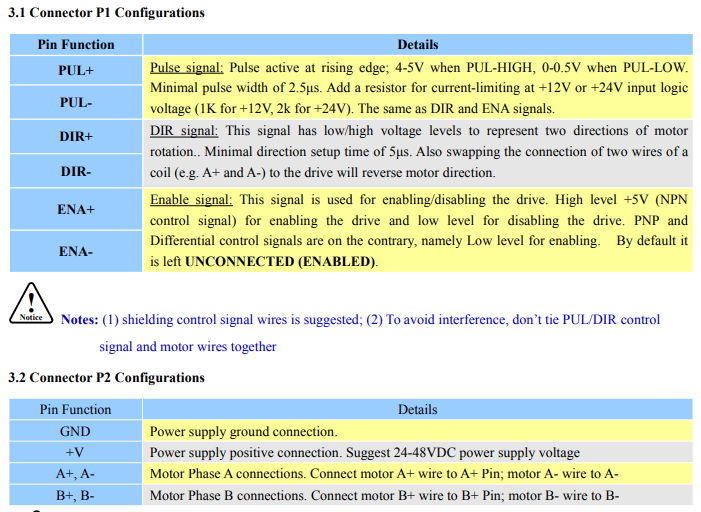 3.1 Connector P1 Configurations
Pin Function
Details
PUL+
PUL-
Pulse signal: Pulse active at rising edge; 4-5V when PUL-HIGH, 0-0.5V when PUL-LOW.
Minimal pulse width of 2.5μs. Add a resistor for current-limiting at +12V or +24V input logic
voltage (1K for +12V, 2k for +24V). The same as DIR and ENA signals.
DIR+
DIR-
DIR signal: This signal has low/high voltage levels to represent two directions of motor
rotation.. Minimal direction setup time of 5μs. Also swapping the connection of two wires of a
coil (e.g. A+ and A-) to the drive will reverse motor direction.
ENA+
ENA-
Enable signal: This signal is used for enabling/disabling the drive. High level +5V (NPN
control signal) for enabling the drive and low level for disabling the drive. PNP and
Differential control signals are on the contrary, namely Low level for enabling. By default it
is left UNCONNECTED (ENABLED).
!
Notice
Notes: (1) shielding control signal wires is suggested; (2) To avoid interference, don't tie PUL/DIR control
signal and motor wires together
3.2 Connector P2 Configurations
Pin Function
Details
GND
Power supply ground connection.
+V
Power supply positive connection. Suggest 24-48VDC power supply voltage
A+, A-
Motor Phase A connections. Connect motor A+ wire to A+ Pin; motor A- wire to A-
B+, B-
Motor Phase B connections. Connect motor B+ wire to B+ Pin; motor B- wire to B-